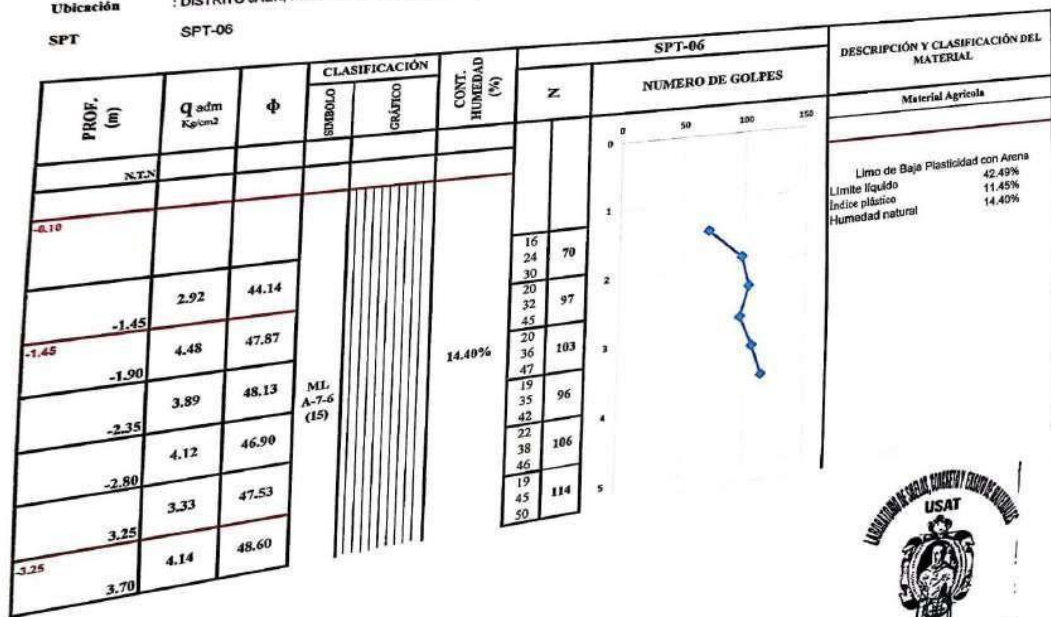 Ubicación
SPT SPT-06
PROF. (m)
q adm Kg/cm2
Φ
CLASIFICACIÓN
SIMBOLO
GRÁFICO
CONT. HUMEDAD (%)
SPT-06
N
NUMERO DE GOLPES
DESCRIPCIÓN Y CLASIFICACIÓN DEL MATERIAL
Material Agrícola
N.T.N
0 50 100 150
0
1
2
3
4
5
-0.10
-1.45 2.92 44.14
-1.45
-1.90 4.48 47.87
-2.35 3.89 48.13
-2.80 4.12 46.90
3.25 3.33 47.53
-3.25
3.70 4.14 48.60
ML
A-7-6
(15)
14.40%
16
24 70
30
20
32 97
45
20
36 103
47
19
35 96
42
22
38 106
46
19
45 114
50
Limo de Baja Plasticidad con Arena
Límite líquido 42.49%
Índice plástico 11.45%
Humedad natural 14.40%
USAT